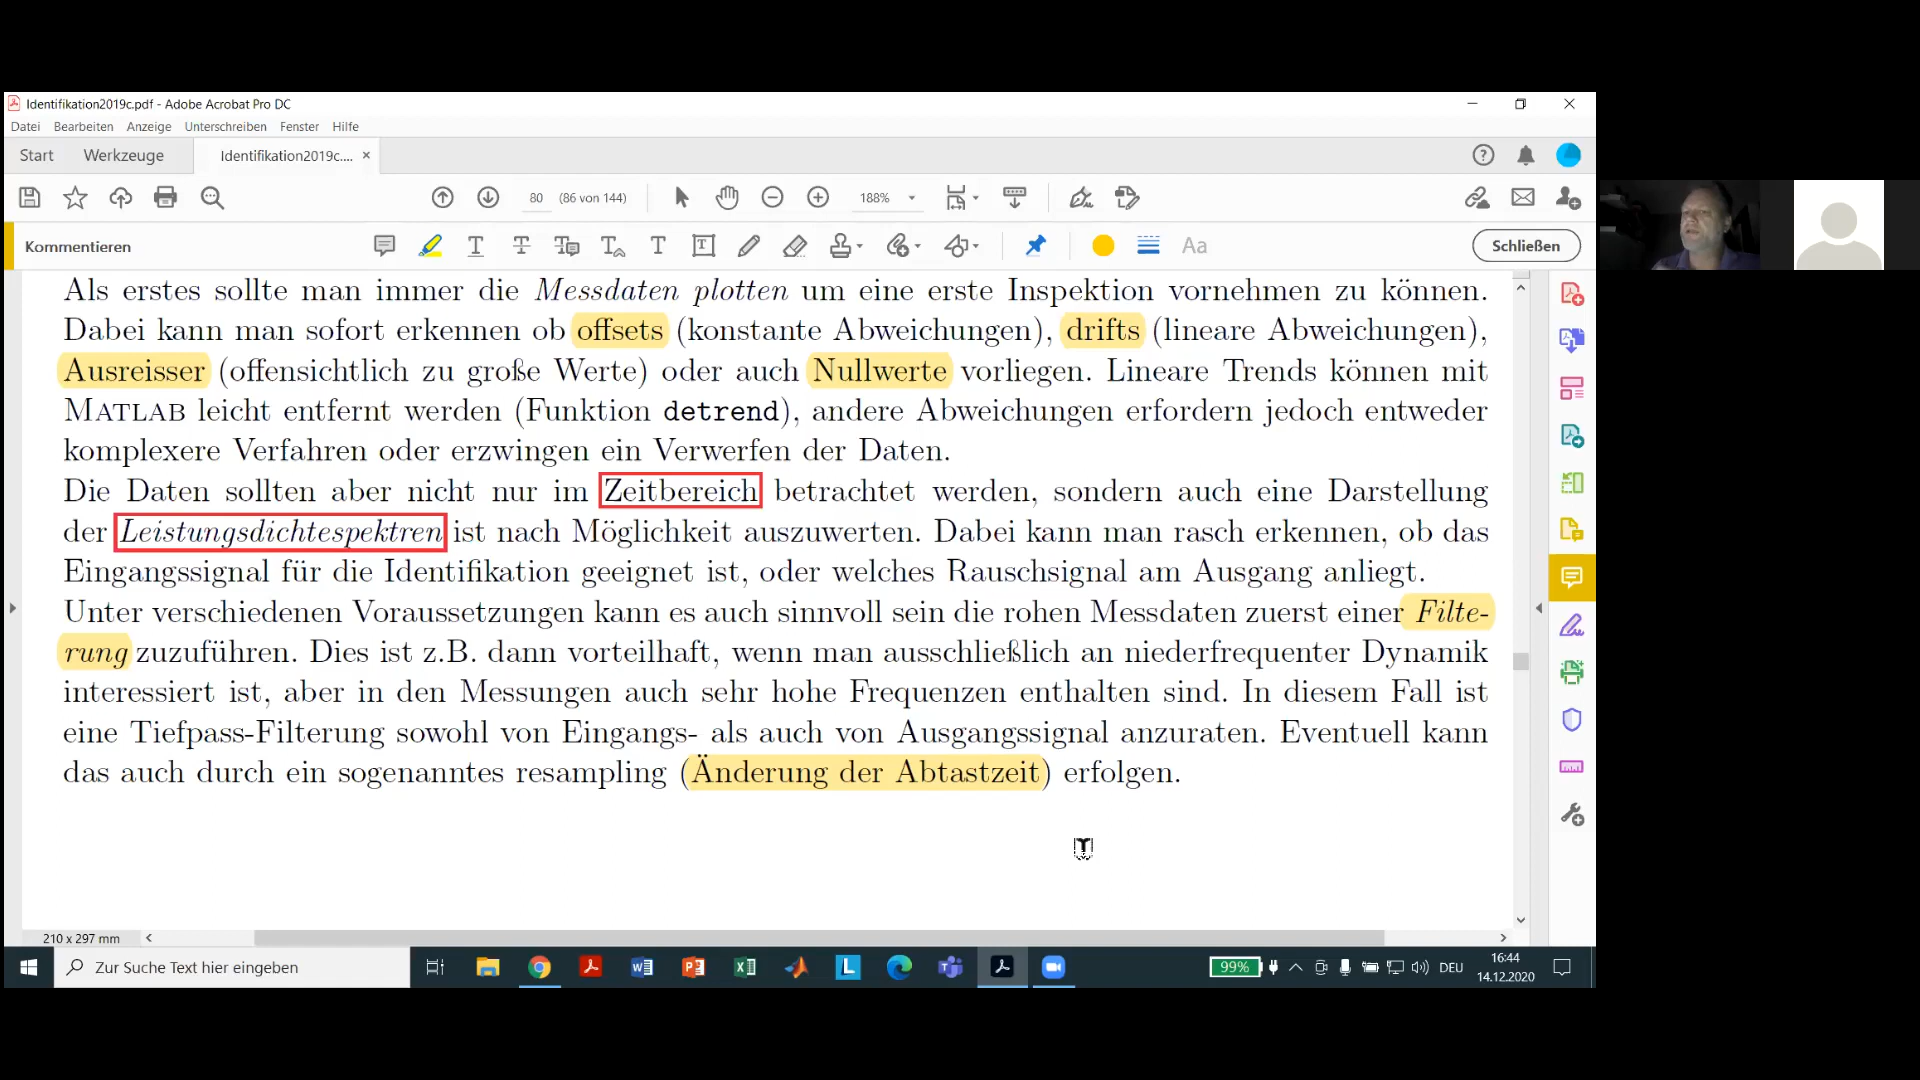 Identifikation2019c.pdf - Adobe Acrobat Pro DC
Datei Bearbeiten Anzeige Unterschreiben Fenster Hilfe
Start Werkzeuge Identifikation2019c....
80 (86 von 144) 188%
Kommentieren Aa Schließen
Als erstes sollte man immer die Messdaten plotten um eine erste Inspektion vornehmen zu können.
Dabei kann man sofort erkennen ob offsets (konstante Abweichungen), drifts (lineare Abweichungen),
Ausreisser (offensichtlich zu große Werte) oder auch Nullwerte vorliegen. Lineare Trends können mit
MATLAB leicht entfernt werden (Funktion detrend), andere Abweichungen erfordern jedoch entweder
komplexere Verfahren oder erzwingen ein Verwerfen der Daten.
Die Daten sollten aber nicht nur im Zeitbereich betrachtet werden, sondern auch eine Darstellung
der Leistungsdichtespektren ist nach Möglichkeit auszuwerten. Dabei kann man rasch erkennen, ob das
Eingangssignal für die Identifikation geeignet ist, oder welches Rauschsignal am Ausgang anliegt.
Unter verschiedenen Voraussetzungen kann es auch sinnvoll sein die rohen Messdaten zuerst einer Filte-
rung zuzuführen. Dies ist z.B. dann vorteilhaft, wenn man ausschließlich an niederfrequenter Dynamik
interessiert ist, aber in den Messungen auch sehr hohe Frequenzen enthalten sind. In diesem Fall ist
eine Tiefpass-Filterung sowohl von Eingangs- als auch von Ausgangssignal anzuraten. Eventuell kann
das auch durch ein sogenanntes resampling (Änderung der Abtastzeit) erfolgen.
210 x 297 mm
Zur Suche Text hier eingeben 99% DEU 16:44
14.12.2020